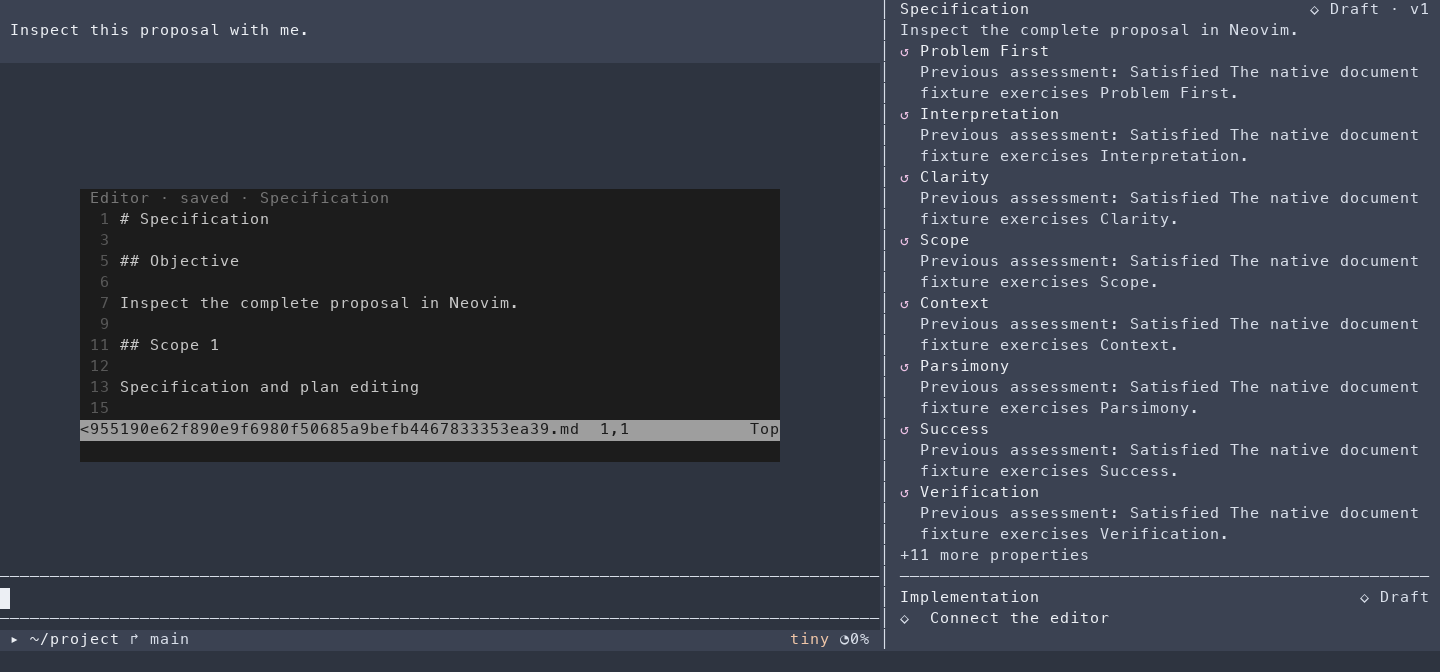 Inspect this proposal with me.
Editor · saved · Specification
1 # Specification
3
5 ## Objective
6
7 Inspect the complete proposal in Neovim.
9
11 ## Scope 1
12
13 Specification and plan editing
15
<955190e62f890e9f6980f50685a9befb4467833353ea39.md 1,1 Top
▸ ~/project ↱ main tiny ◔0%
Specification ◇ Draft · v1
Inspect the complete proposal in Neovim.
↺ Problem First
Previous assessment: Satisfied The native document
fixture exercises Problem First.
↺ Interpretation
Previous assessment: Satisfied The native document
fixture exercises Interpretation.
↺ Clarity
Previous assessment: Satisfied The native document
fixture exercises Clarity.
↺ Scope
Previous assessment: Satisfied The native document
fixture exercises Scope.
↺ Context
Previous assessment: Satisfied The native document
fixture exercises Context.
↺ Parsimony
Previous assessment: Satisfied The native document
fixture exercises Parsimony.
↺ Success
Previous assessment: Satisfied The native document
fixture exercises Success.
↺ Verification
Previous assessment: Satisfied The native document
fixture exercises Verification.
+11 more properties
Implementation ◇ Draft
◇ Connect the editor